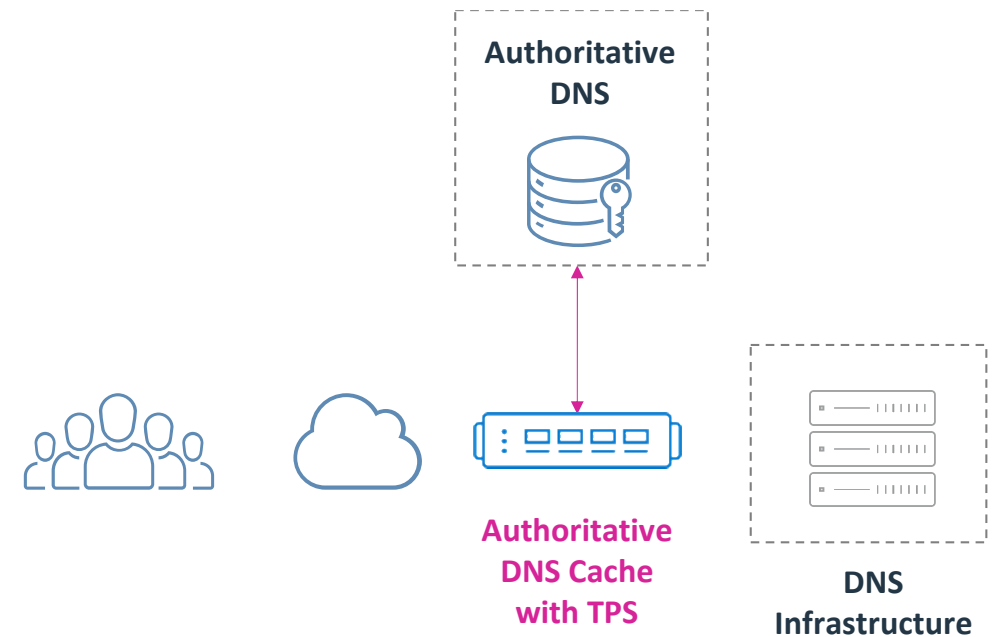 Authoritative
DNS
Authoritative
DNS Cache
with TPS
DNS
Infrastructure